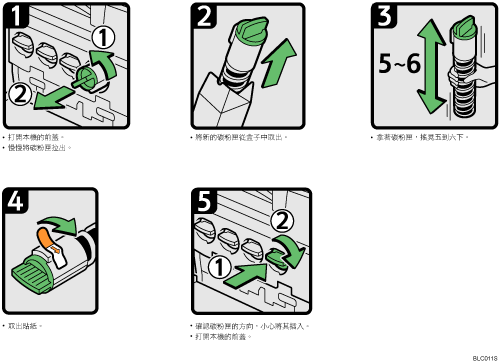 1
①
②
• 打開本機的前蓋。
• 慢慢將碳粉匣拉出。
2
• 將新的碳粉匣從盒子中取出。
3
5~6
• 拿著碳粉匣，搖晃五到六下。
4
• 取出貼紙。
5
②
①
• 確認碳粉匣的方向，小心將其插入。
• 打開本機的前蓋。
BLC011S